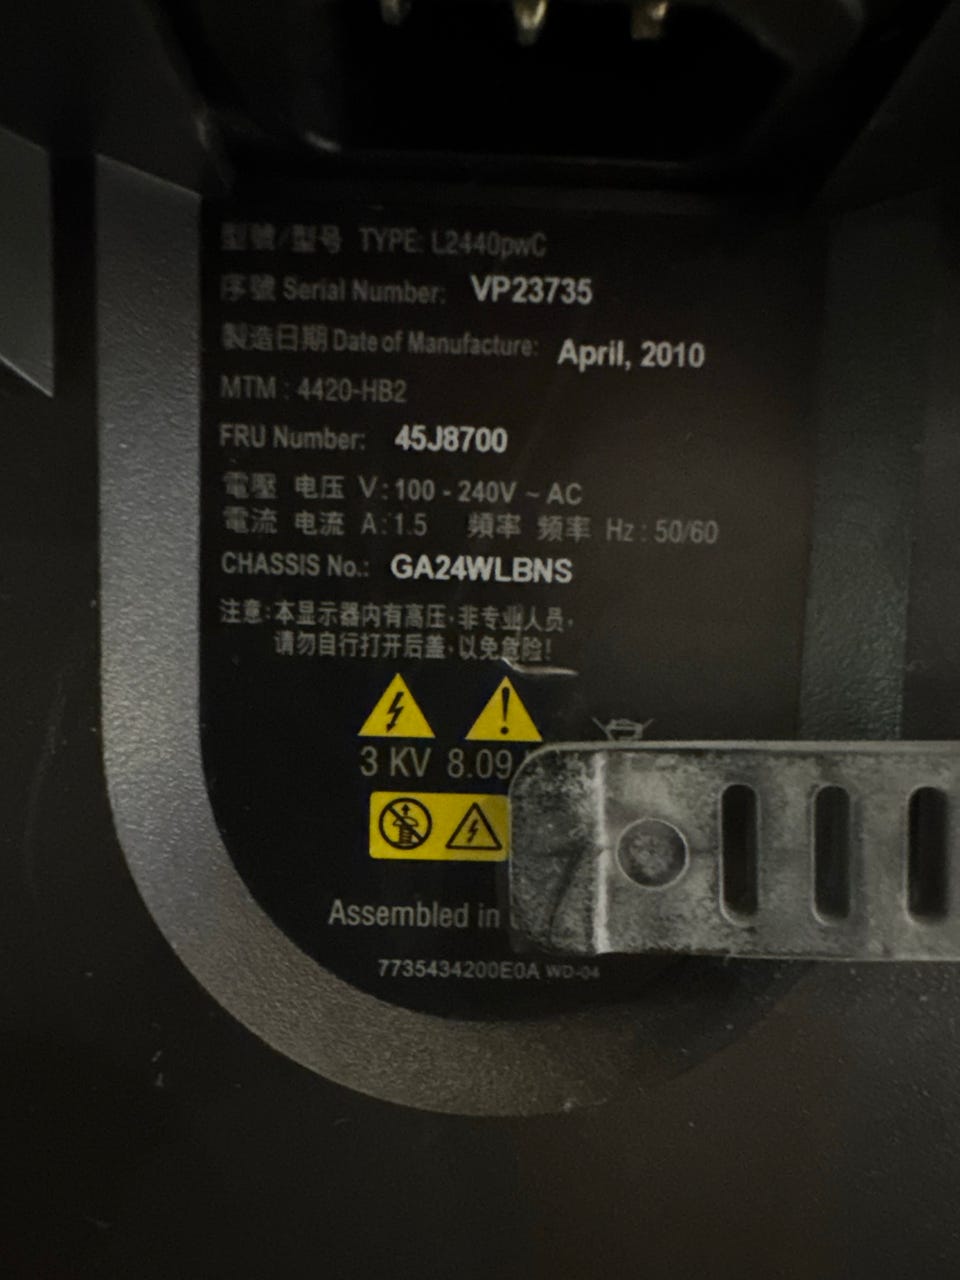 型號/型号 TYPE: L2440pwC
序號 Serial Number: VP23735
製造日期 Date of Manufacture: April, 2010
MTM : 4420-HB2
FRU Number: 45J8700
電壓 电压 V: 100 - 240V ~ AC
電流 电流 A: 1.5 頻率 频率 Hz : 50/60
CHASSIS No.: GA24WLBNS
注意:本显示器内有高压,非专业人员,
请勿自行打开后盖,以免危险!
3 KV 8.09
Assembled in
7735434200E0A WD-04